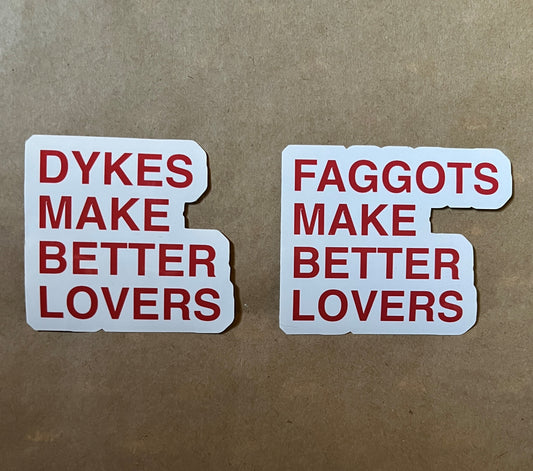 DYKES
MAKE
BETTER
LOVERS
FAGGOTS
MAKE
BETTER
LOVERS